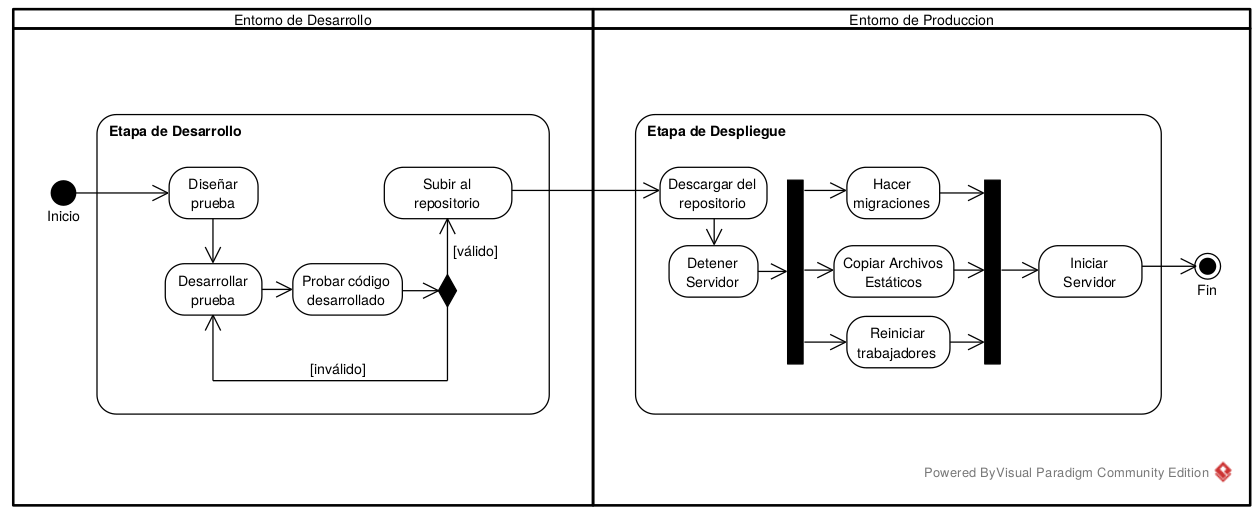 Entorno de Desarrollo
Entorno de Produccion
Etapa de Desarrollo
Inicio
Diseñar
prueba
Desarrollar
prueba
Probar código
desarrollado
Subir al
repositorio
[válido]
[inválido]
Etapa de Despliegue
Descargar del
repositorio
Detener
Servidor
Hacer
migraciones
Copiar Archivos
Estáticos
Reiniciar
trabajadores
Iniciar
Servidor
Fin
Powered ByVisual Paradigm Community Edition